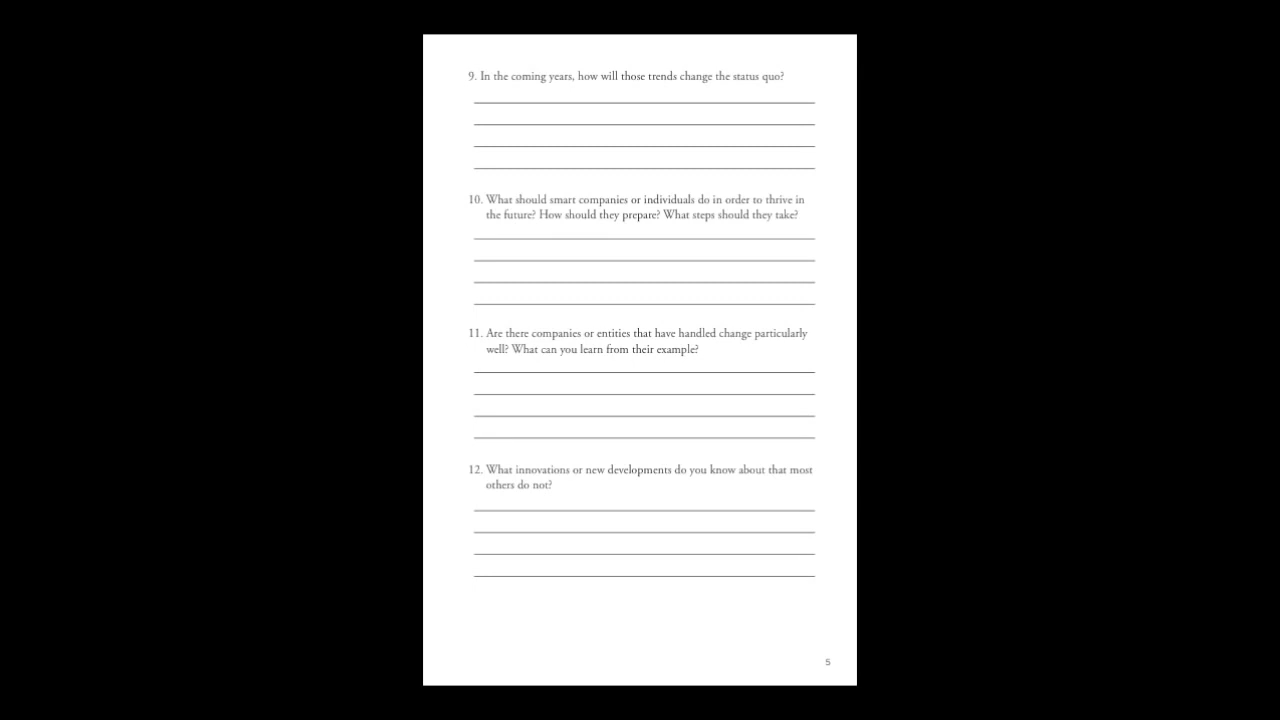 9. In the coming years, how will those trends change the status quo?
10. What should smart companies or individuals do in order to thrive in
the future? How should they prepare? What steps should they take?
11. Are there companies or entities that have handled change particularly
well? What can you learn from their example?
12. What innovations or new developments do you know about that most
others do not?
5